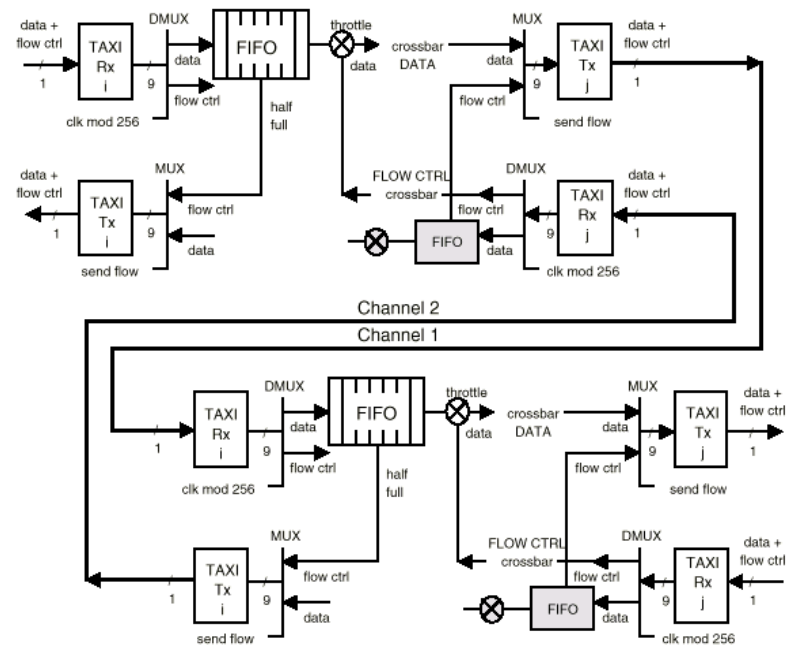 data +
flow ctrl
1
TAXI
Rx
i
clk mod 256
9
DMUX
data
flow ctrl
FIFO
half
full
throttle
data
crossbar
DATA
MUX
data
flow ctrl
9
TAXI
Tx
j
send flow
data +
flow ctrl
1
data +
flow ctrl
1
TAXI
Tx
i
send flow
9
MUX
flow ctrl
data
FLOW CTRL
crossbar
FIFO
DMUX
flow ctrl
data
9
TAXI
Rx
j
clk mod 256
data +
flow ctrl
1
Channel 2
Channel 1
1
TAXI
Rx
i
clk mod 256
9
DMUX
data
flow ctrl
FIFO
half
full
throttle
data
crossbar
DATA
MUX
data
flow ctrl
9
TAXI
Tx
j
send flow
data +
flow ctrl
1
1
TAXI
Tx
i
send flow
9
MUX
flow ctrl
data
FLOW CTRL
crossbar
FIFO
DMUX
flow ctrl
data
9
TAXI
Rx
j
clk mod 256
data +
flow ctrl
1